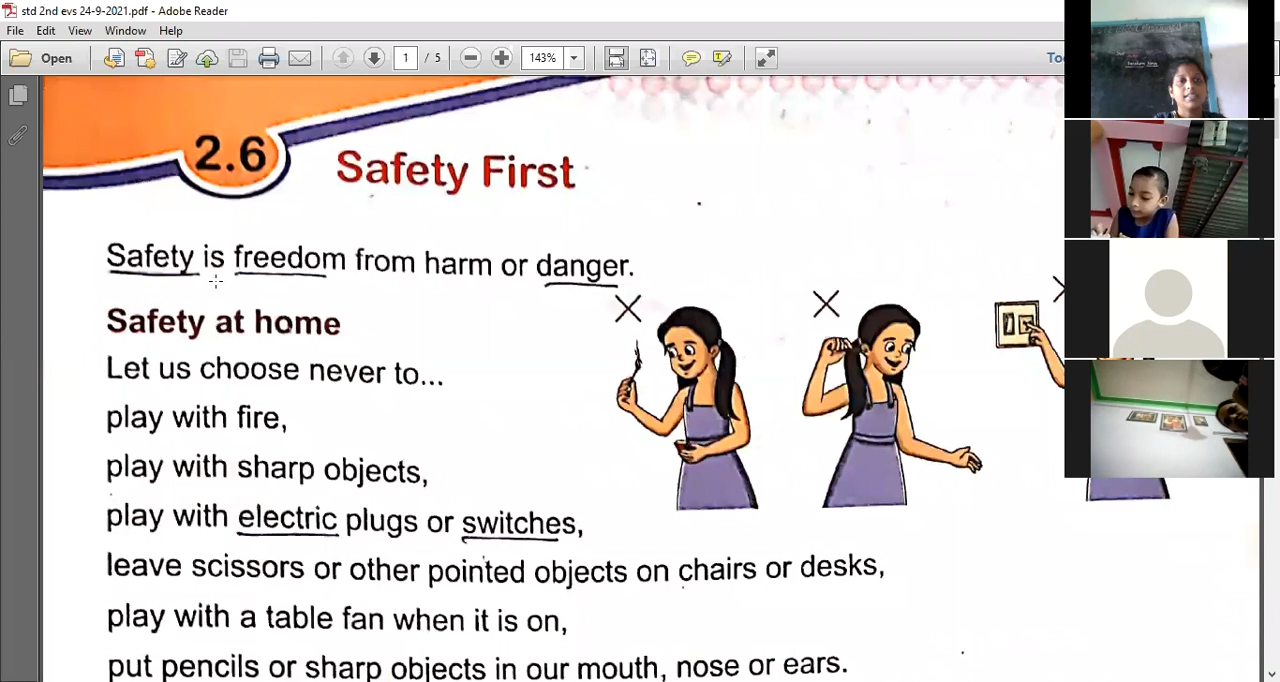 std 2nd evs 24-9-2021.pdf - Adobe Reader
File Edit View Window Help
Open 1 / 5 143%
2.6 Safety First
Safety is freedom from harm or danger.
Safety at home
Let us choose never to...
play with fire,
play with sharp objects,
play with electric plugs or switches,
leave scissors or other pointed objects on chairs or desks,
play with a table fan when it is on,
put pencils or sharp objects in our mouth, nose or ears.